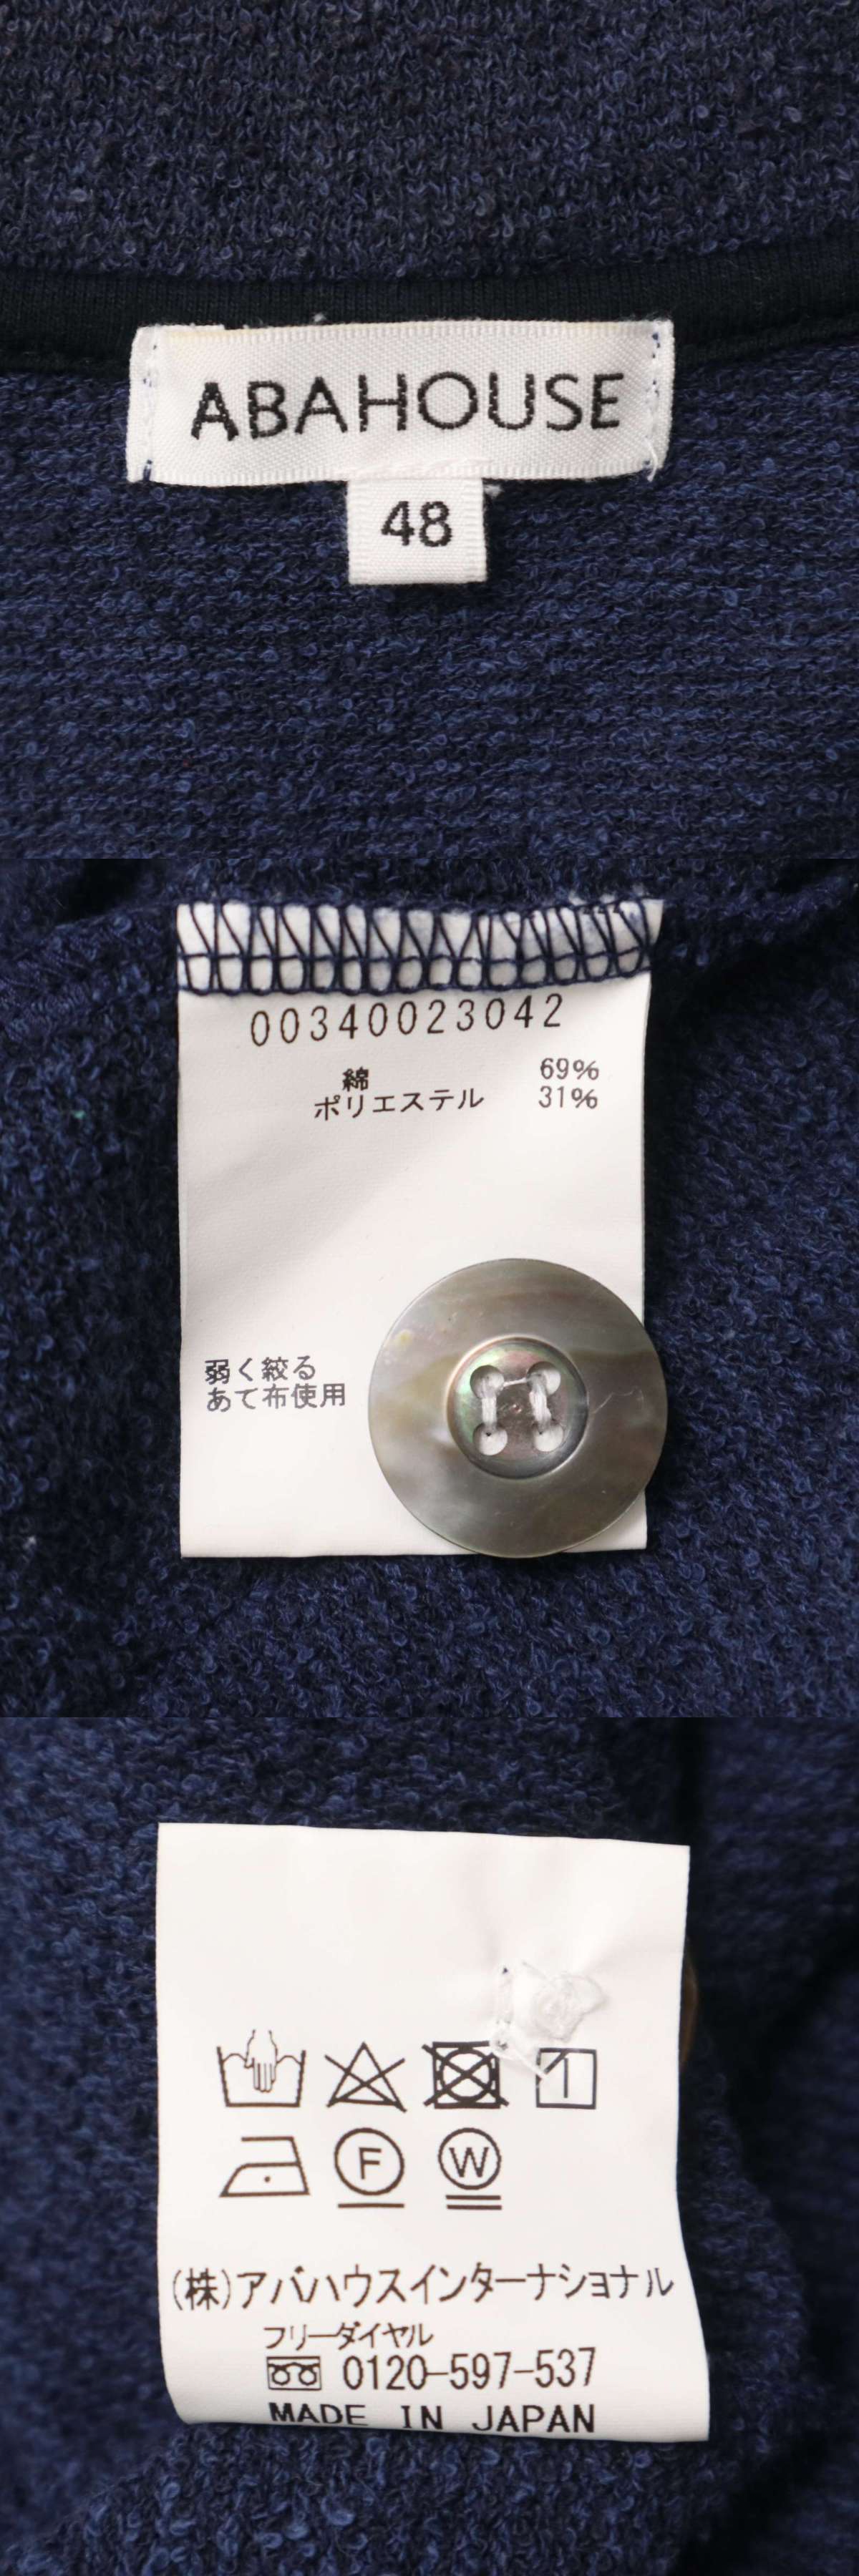 ABAHOUSE
48
00340023042
綿 69%
ポリエステル 31%
弱く絞る
あて布使用
F W
(株)アバハウスインターナショナル
フリーダイヤル
0120-597-537
MADE IN JAPAN